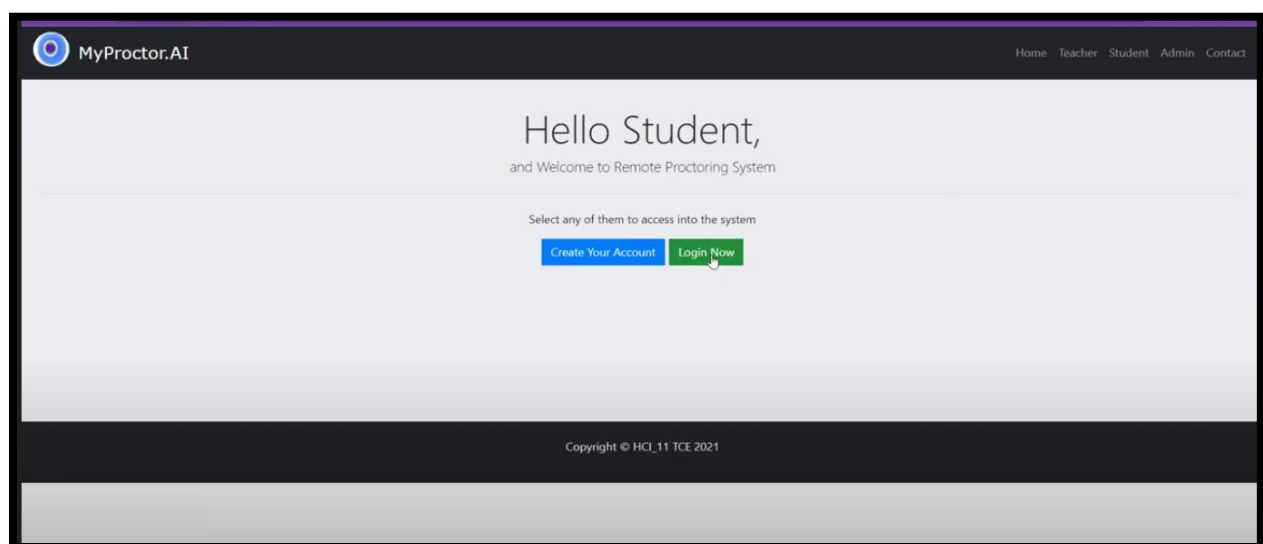 MyProctor.AI
Home Teacher Student Admin Contact
Hello Student,
and Welcome to Remote Proctoring System
Select any of them to access into the system
Create Your Account Login Now
Copyright © HCI_11 TCE 2021